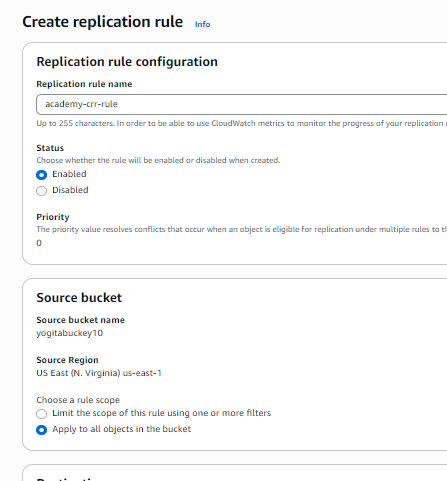 Create replication rule Info
Replication rule configuration
Replication rule name
academy-crr-rule
Up to 255 characters. In order to be able to use CloudWatch metrics to monitor the progress of your replication
Status
Choose whether the rule will be enabled or disabled when created.
Enabled
Disabled
Priority
The priority value resolves conflicts that occur when an object is eligible for replication under multiple rules to
0
Source bucket
Source bucket name
yogitabuckey10
Source Region
US East (N. Virginia) us-east-1
Choose a rule scope
Limit the scope of this rule using one or more filters
Apply to all objects in the bucket